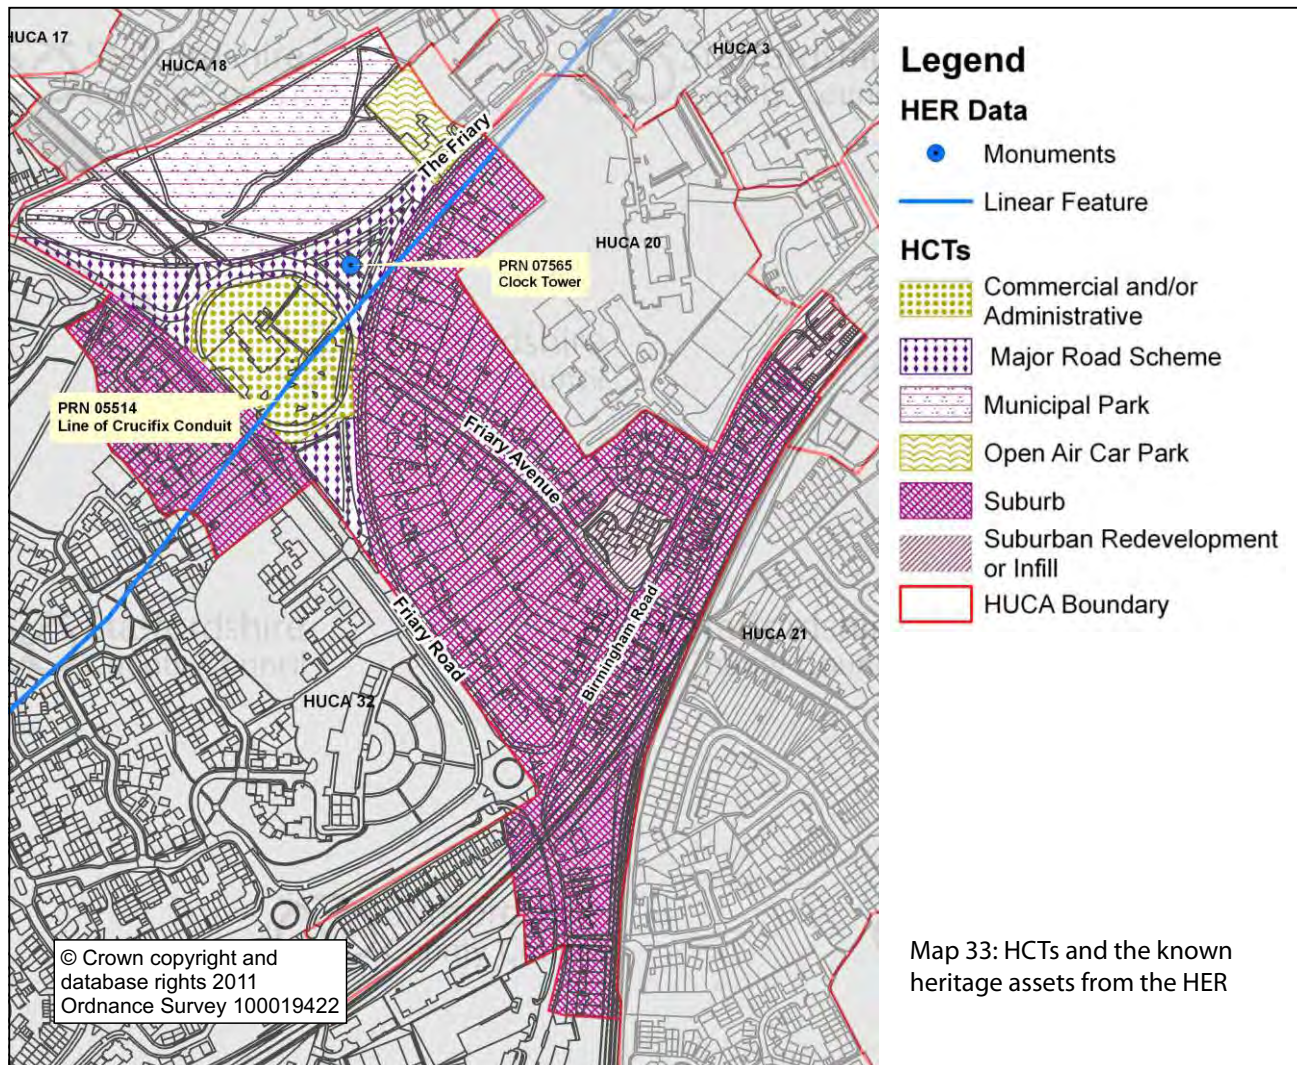 HUCA 17
HUCA 18
HUCA 3
The Friary
HUCA 20
PRN 07565
Clock Tower
PRN 05514
Line of Crucifix Conduit
Friary Avenue
Birmingham Road
Friary Road
HUCA 21
HUCA 32
© Crown copyright and
database rights 2011
Ordnance Survey 100019422
Legend
HER Data
Monuments
Linear Feature
HCTs
Commercial and/or
Administrative
Major Road Scheme
Municipal Park
Open Air Car Park
Suburb
Suburban Redevelopment
or Infill
HUCA Boundary
Map 33: HCTs and the known
heritage assets from the HER